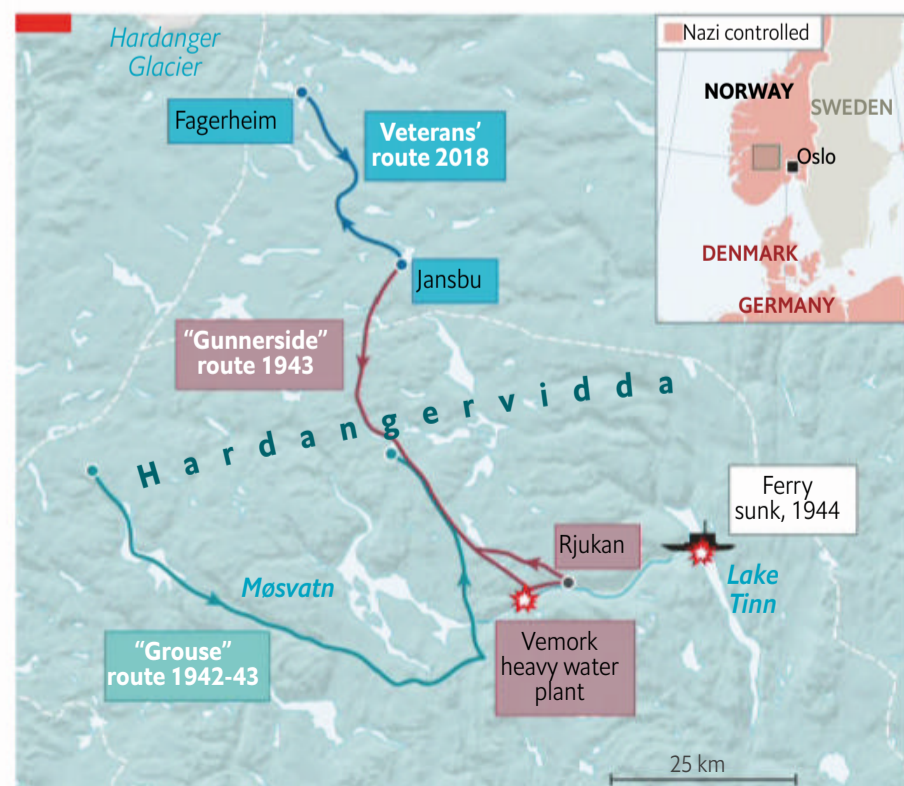 Hardanger
Glacier
Fagerheim
Veterans’
route 2018
Jansbu
“Gunnerside”
route 1943
Hardangervidda
Møsvatn
“Grouse”
route 1942-43
Rjukan
Vemork
heavy water
plant
Ferry
sunk, 1944
Lake
Tinn
25 km
Nazi controlled
NORWAY
SWEDEN
Oslo
DENMARK
GERMANY